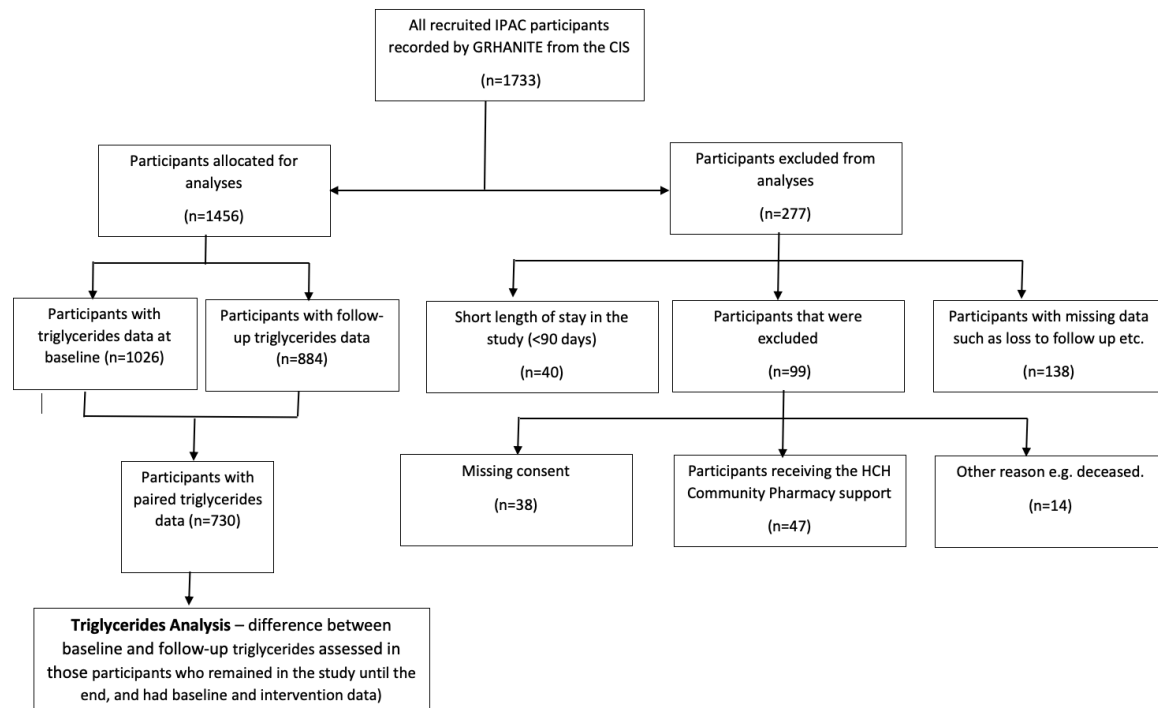 All recruited IPAC participants
recorded by GRHANITE from the CIS
(n=1733)
Participants allocated for
analyses
(n=1456)
Participants excluded from
analyses
(n=277)
Participants with
triglycerides data at
baseline (n=1026)
Participants with follow-
up triglycerides data
(n=884)
Short length of stay in the
study (<90 days)
(n=40)
Participants that were
excluded
(n=99)
Participants with missing data
such as loss to follow up etc.
(n=138)
Participants with
paired triglycerides
data (n=730)
Missing consent
(n=38)
Participants receiving the HCH
Community Pharmacy support
(n=47)
Other reason e.g. deceased.
(n=14)
Triglycerides Analysis – difference between
baseline and follow-up triglycerides assessed in
those participants who remained in the study until the
end, and had baseline and intervention data)